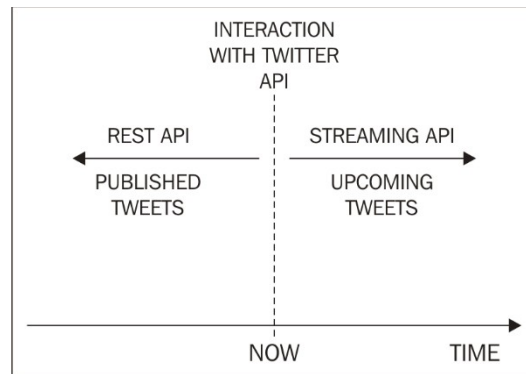 INTERACTION
WITH TWITTER
API
REST API
STREAMING API
PUBLISHED
TWEETS
UPCOMING
TWEETS
NOW
TIME